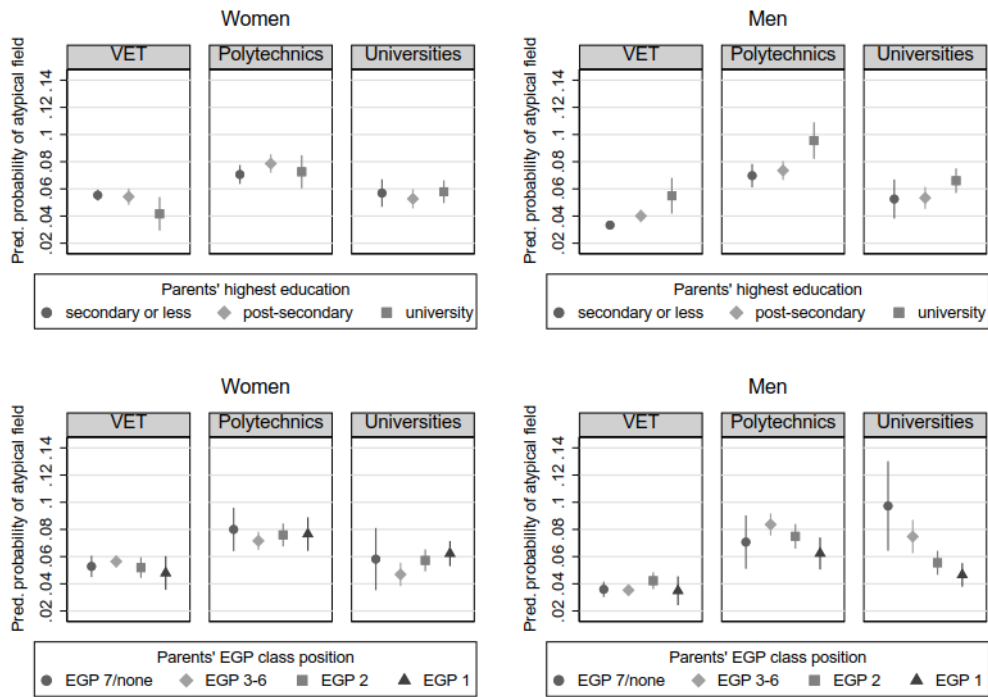 Women
VET Polytechnics Universities
Pred. probability of atypical field
.02 .04 .06 .08 .1 .12 .14
Parents' highest education
secondary or less post-secondary university
Men
VET Polytechnics Universities
Pred. probability of atypical field
.02 .04 .06 .08 .1 .12 .14
Parents' highest education
secondary or less post-secondary university
Women
VET Polytechnics Universities
Pred. probability of atypical field
.02 .04 .06 .08 .1 .12 .14
Parents' EGP class position
EGP 7/none EGP 3-6 EGP 2 EGP 1
Men
VET Polytechnics Universities
Pred. probability of atypical field
.02 .04 .06 .08 .1 .12 .14
Parents' EGP class position
EGP 7/none EGP 3-6 EGP 2 EGP 1